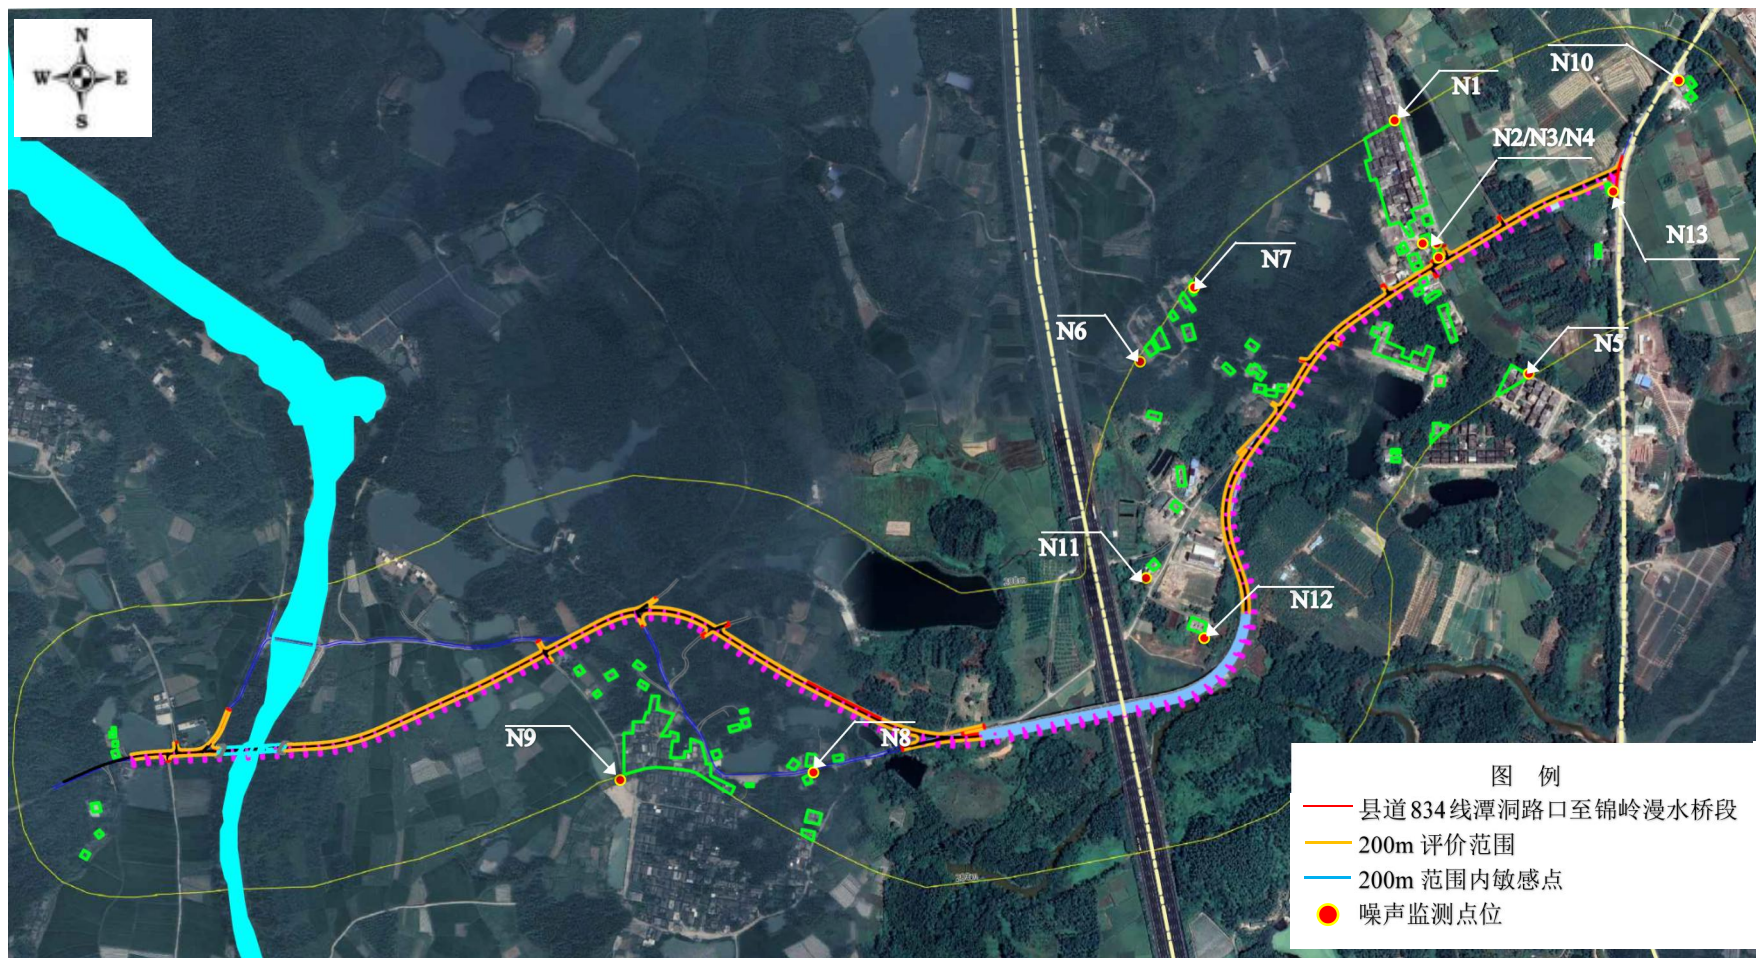 N
W E
S
N10
N1
N2/N3/N4
N13
N7
N6
N5
N11
N12
N9
N8
图 例
县道834线潭洞路口至锦岭漫水桥段
200m 评价范围
200m 范围内敏感点
噪声监测点位